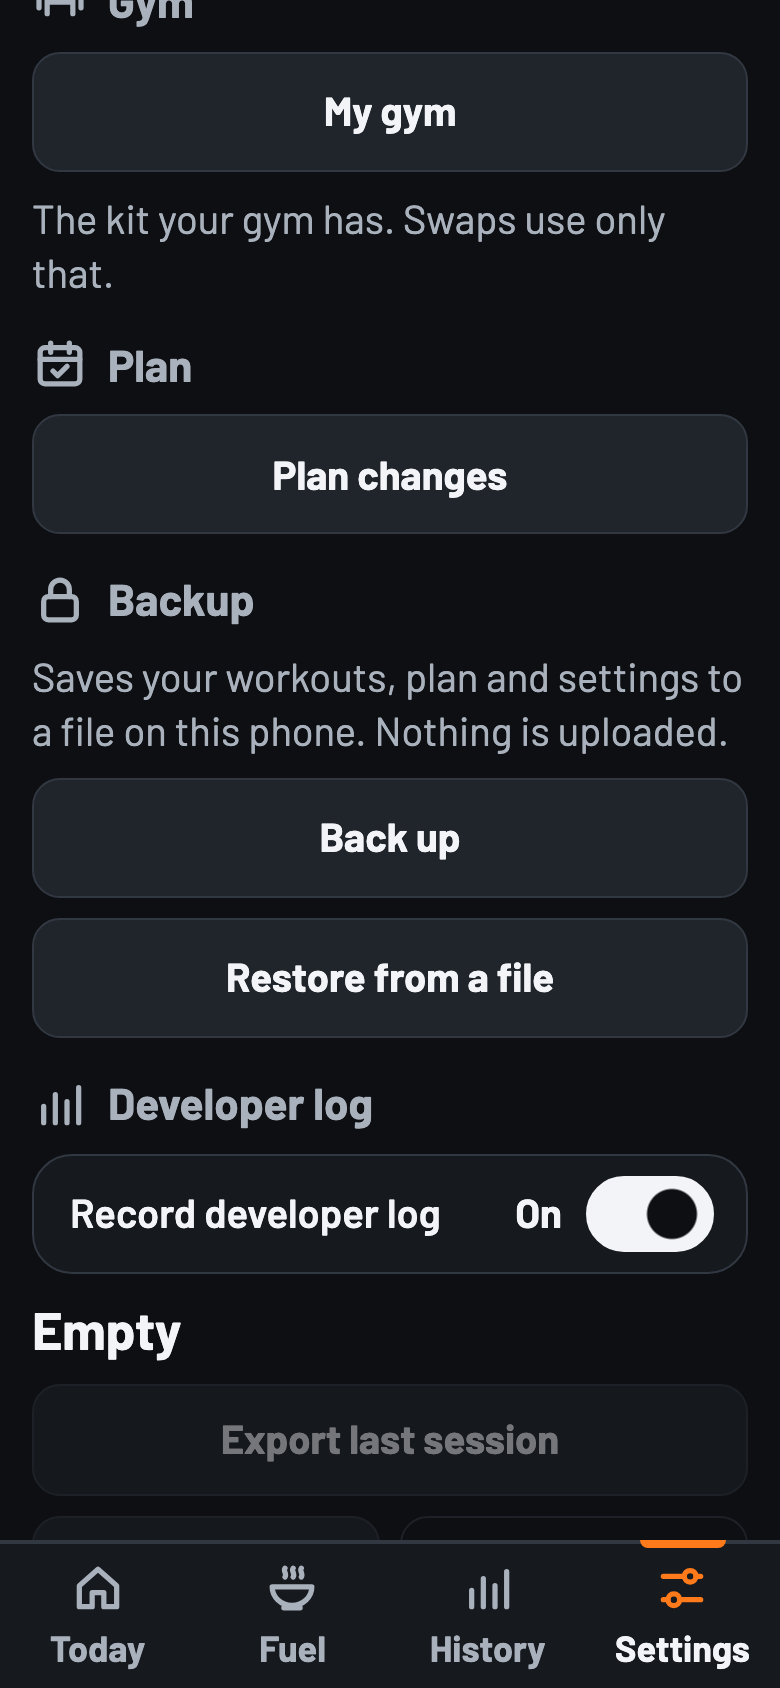 Gym
My gym
The kit your gym has. Swaps use only
that.
Plan
Plan changes
Backup
Saves your workouts, plan and settings to
a file on this phone. Nothing is uploaded.
Back up
Restore from a file
Developer log
Record developer log On
Empty
Export last session
Today Fuel History Settings